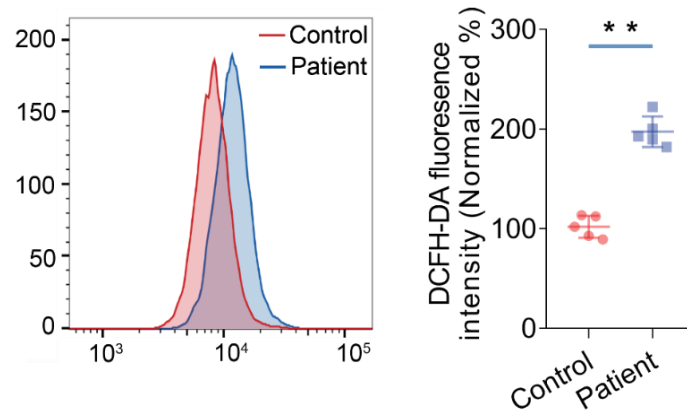 200
150
100
50
0
10³
10⁴
10⁵
Control
Patient
DCFH-DA fluoresence
intensity (Normalized %)
300
200
100
0
* *
Control
Patient